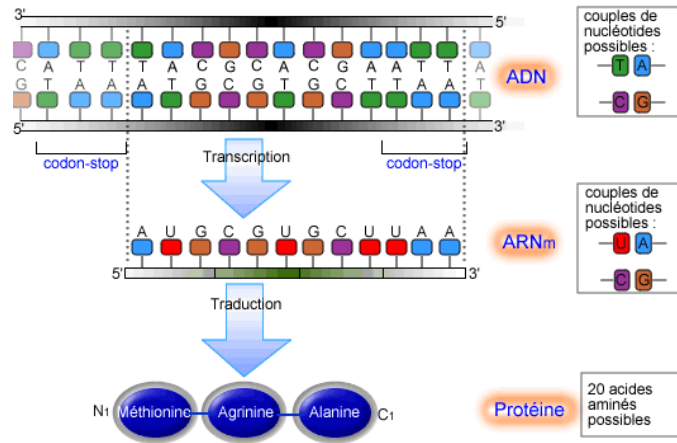 3'
5'
C A T T T A C G C A C G A A T T A
G T A A A T G C G T G C T T A A T
5'
3'
ADN
couples de
nucléotides
possibles :
T A
C G
codon-stop
Transcription
codon-stop
A U G C G U G C U U A A
5'
3'
ARNm
couples de
nucléotides
possibles :
U A
C G
Traduction
N1 Méthionine Agrinine Alanine C1
Protéine
20 acides
aminés
possibles